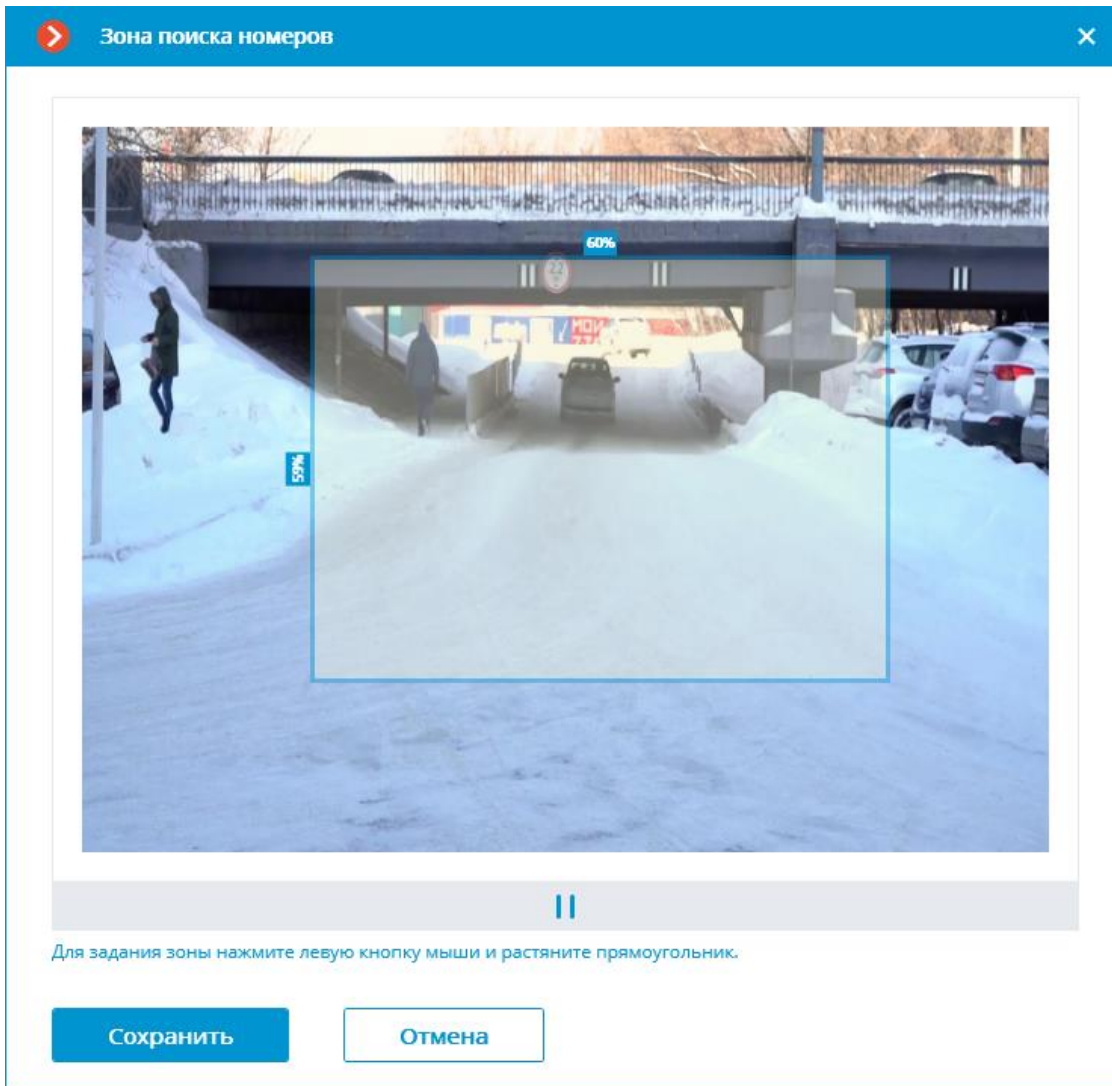 Зона поиска номеров
60%
59%
Для задания зоны нажмите левую кнопку мыши и растяните прямоугольник.
Сохранить
Отмена